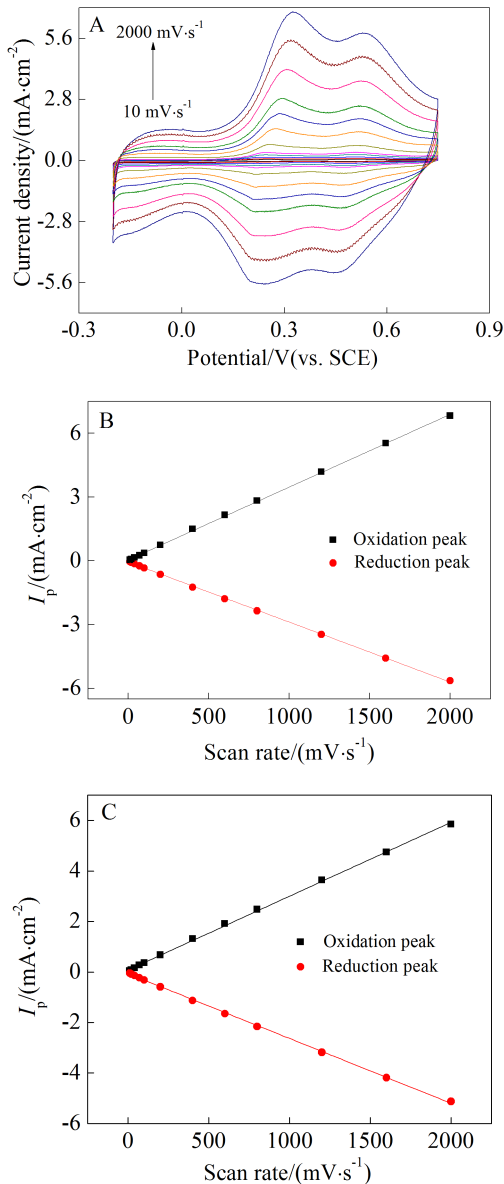 A
2000 mV·s⁻¹
10 mV·s⁻¹
5.6
2.8
0.0
-2.8
-5.6
Current density/(mA·cm⁻²)
-0.3
0.0
0.3
0.6
0.9
Potential/V(vs. SCE)
B
6
3
0
-3
-6
Iₚ/(mA·cm⁻²)
Oxidation peak
Reduction peak
0
500
1000
1500
2000
Scan rate/(mV·s⁻¹)
C
6
4
2
0
-2
-4
-6
Iₚ/(mA·cm⁻²)
Oxidation peak
Reduction peak
0
500
1000
1500
2000
Scan rate/(mV·s⁻¹)